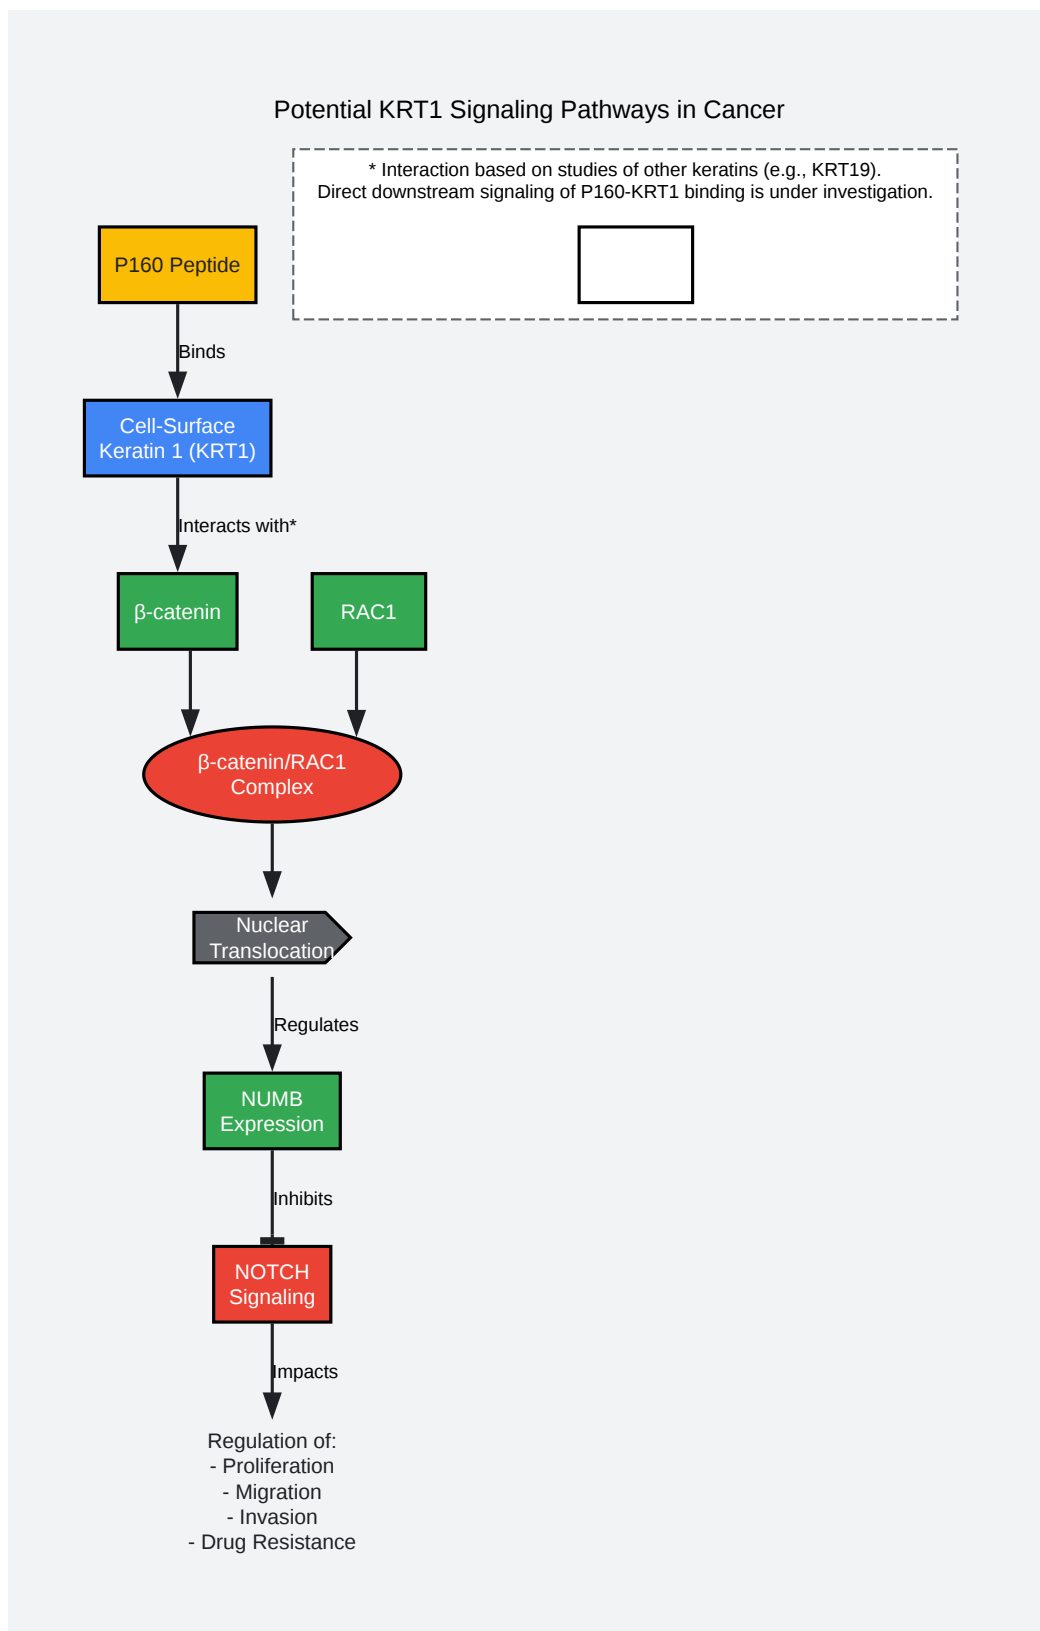 Potential KRT1 Signaling Pathways in Cancer
* Interaction based on studies of other keratins (e.g., KRT19).
Direct downstream signaling of P160-KRT1 binding is under investigation.
P160 Peptide
Binds
Cell-Surface
Keratin 1 (KRT1)
Interacts with*
β-catenin
RAC1
β-catenin/RAC1
Complex
Nuclear
Translocation
Regulates
NUMB
Expression
Inhibits
NOTCH
Signaling
Impacts
Regulation of:
- Proliferation
- Migration
- Invasion
- Drug Resistance